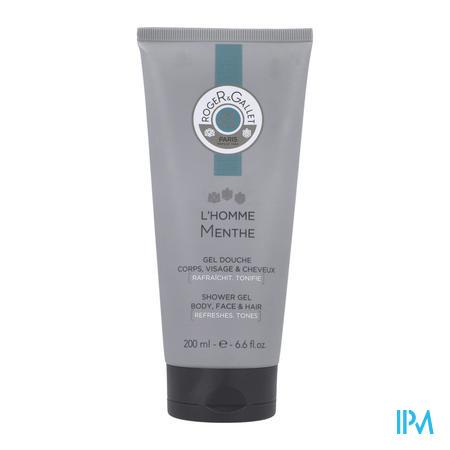 ROGER & GALLET
PARIS
L'HOMME
MENTHE
GEL DOUCHE
CORPS, VISAGE & CHEVEUX
RAFRAÎCHIT. TONIFIE
SHOWER GEL
BODY, FACE & HAIR
REFRESHES. TONES
200 ml - e - 6.6 fl.oz.
IPM